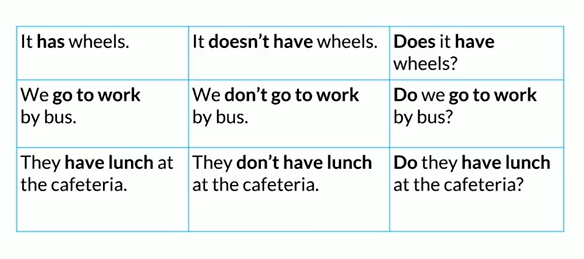 It has wheels.
It doesn’t have wheels.
Does it have
wheels?
We go to work
by bus.
We don’t go to work
by bus.
Do we go to work
by bus?
They have lunch at
the cafeteria.
They don’t have lunch
at the cafeteria.
Do they have lunch
at the cafeteria?